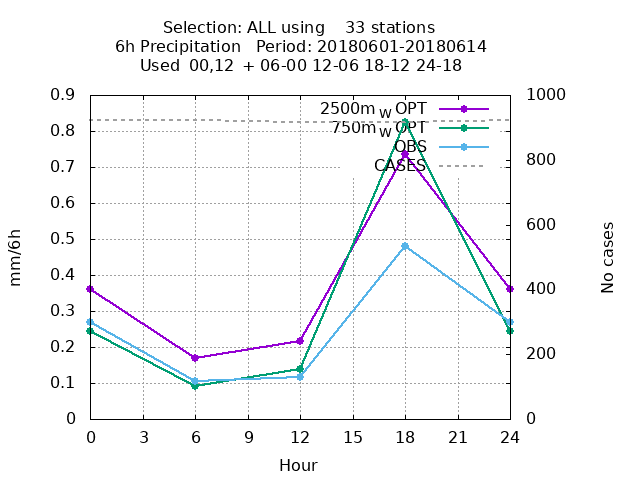 Selection: ALL using 33 stations
6h Precipitation Period: 20180601-20180614
Used 00,12 + 06-00 12-06 18-12 24-18
0.9
0.8
0.7
0.6
0.5
0.4
0.3
0.2
0.1
0
1000
800
600
400
200
0
2500m_W OPT
750m_W OPT
OBS
CASES
mm/6h
No cases
0 3 6 9 12 15 18 21 24
Hour